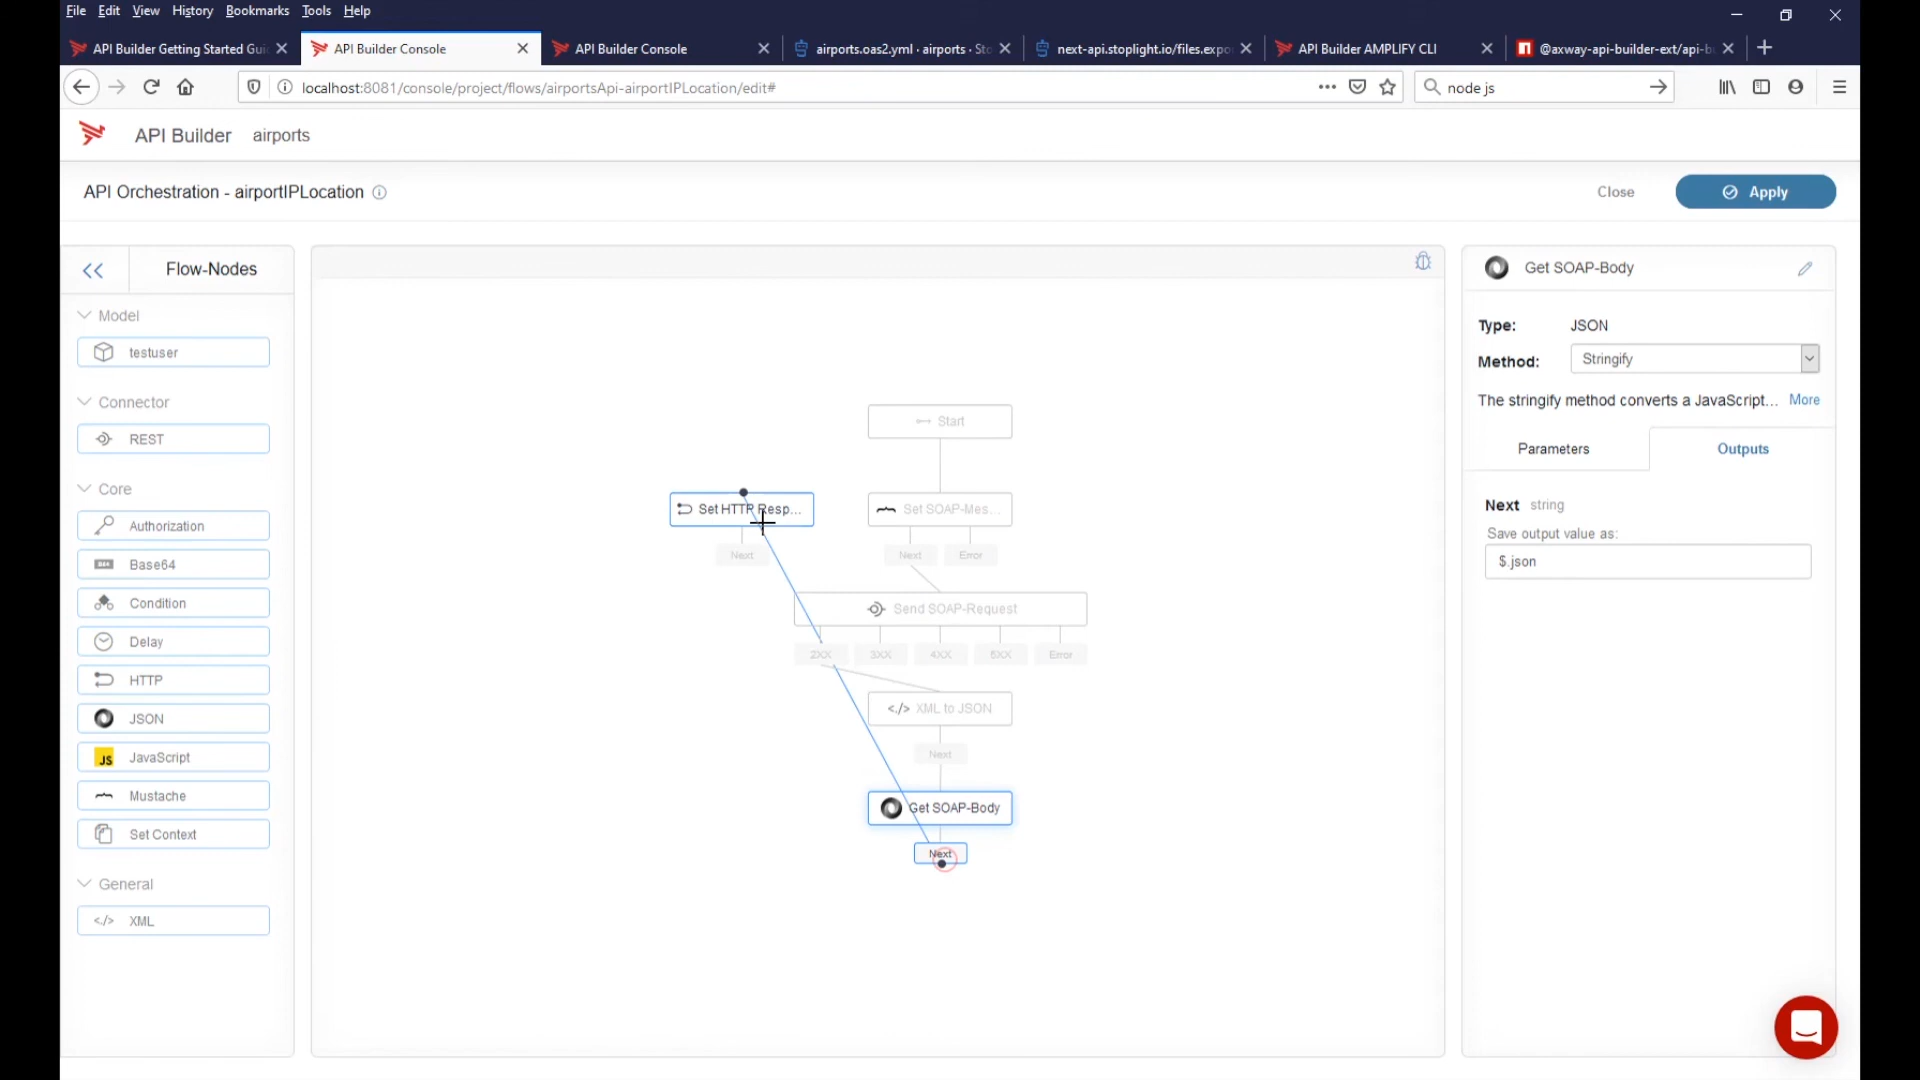 File Edit View History Bookmarks Tools Help
API Builder Getting Started Gui
API Builder Console
API Builder Console
airports.oas2.yml · airports · Sto
next-api.stoplight.io/files.expo
API Builder AMPLIFY CLI
@axway-api-builder-ext/api-b
localhost:8081/console/project/flows/airportsApi-airportIPLocation/edit#
node js
API Builder
airports
API Orchestration - airportIPLocation
Close
Apply
Flow-Nodes
Model
testuser
Connector
REST
Core
Authorization
Base64
Condition
Delay
HTTP
JSON
JS
JavaScript
Mustache
Set Context
General
</> XML
Start
Set HTTP Resp...
Next
Set SOAP-Mes...
Next
Error
Send SOAP-Request
2XX
3XX
4XX
5XX
Error
</> XML to JSON
Next
Get SOAP-Body
Next
Get SOAP-Body
Type: JSON
Method: Stringify
The stringify method converts a JavaScript... More
Parameters
Outputs
Next string
Save output value as:
$.json